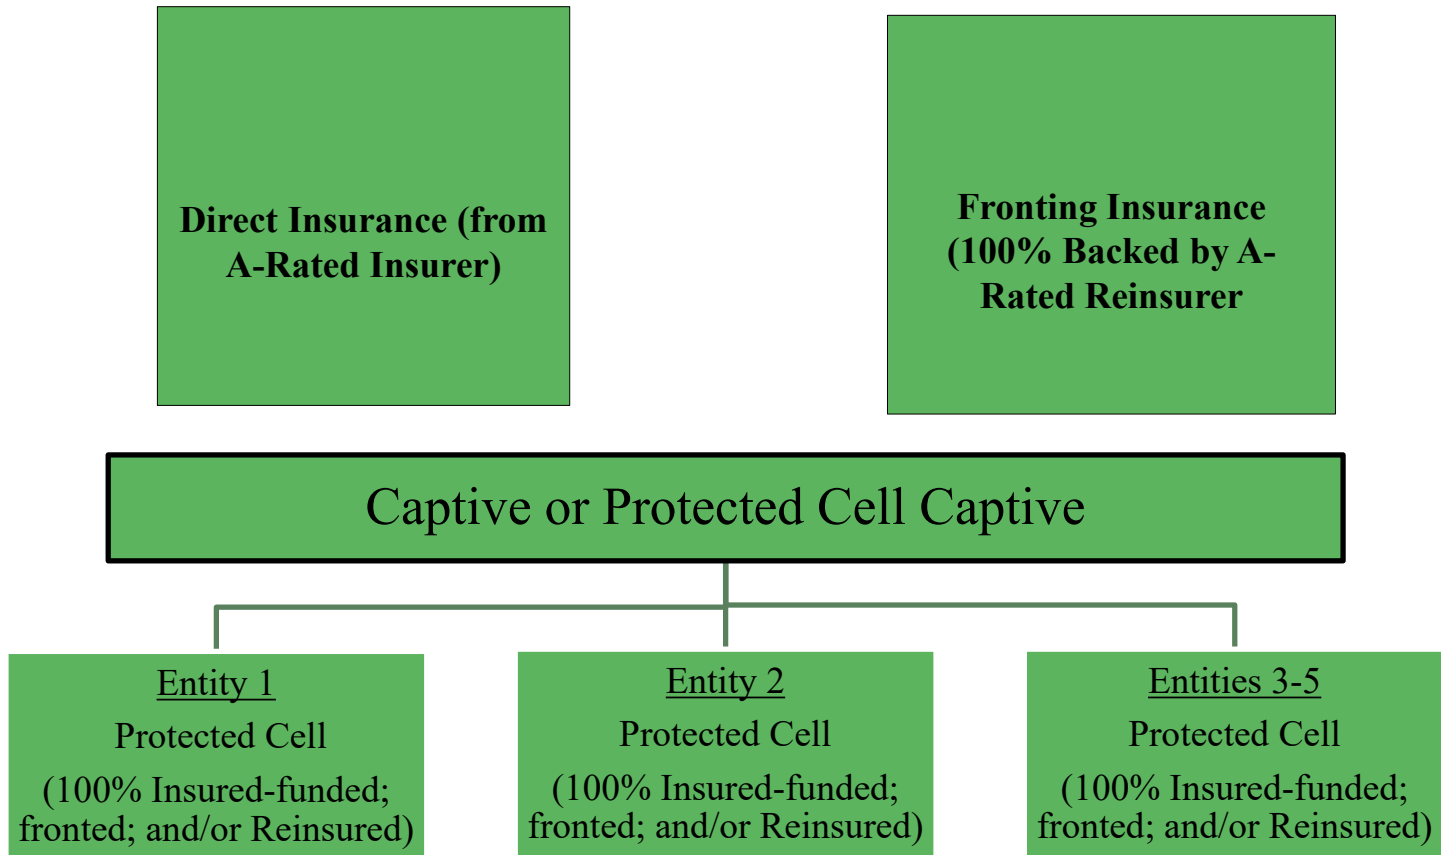 Direct Insurance (from
A-Rated Insurer)
Fronting Insurance
(100% Backed by A-
Rated Reinsurer
Captive or Protected Cell Captive
Entity 1
Protected Cell
(100% Insured-funded;
fronted; and/or Reinsured)
Entity 2
Protected Cell
(100% Insured-funded;
fronted; and/or Reinsured)
Entities 3-5
Protected Cell
(100% Insured-funded;
fronted; and/or Reinsured)